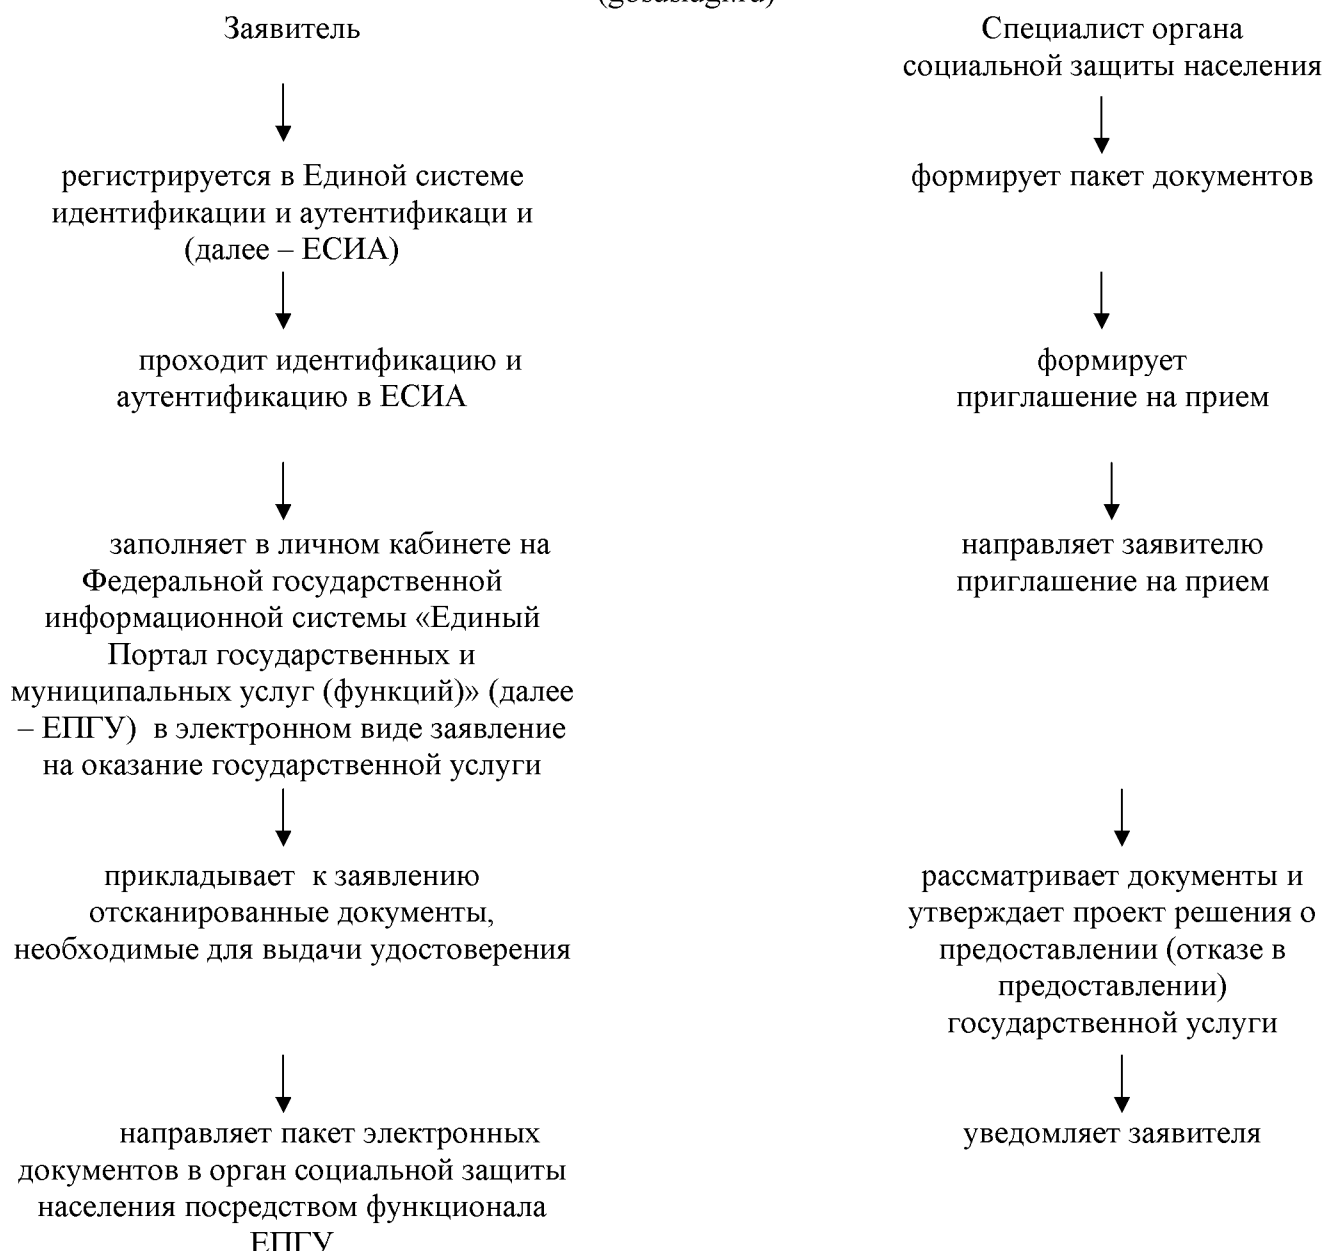 (gosuslugi.ru)
Заявитель
регистрируется в Единой системе
идентификации и аутентификаци и
(далее – ЕСИА)
проходит идентификацию и
аутентификацию в ЕСИА
заполняет в личном кабинете на
Федеральной государственной
информационной системы «Единый
Портал государственных и
муниципальных услуг (функций)» (далее
– ЕПГУ) в электронном виде заявление
на оказание государственной услуги
прикладывает к заявлению
отсканированные документы,
необходимые для выдачи удостоверения
направляет пакет электронных
документов в орган социальной защиты
населения посредством функционала
ЕПГУ
Специалист органа
социальной защиты населения
формирует пакет документов
формирует
приглашение на прием
направляет заявителю
приглашение на прием
рассматривает документы и
утверждает проект решения о
предоставлении (отказе в
предоставлении)
государственной услуги
уведомляет заявителя